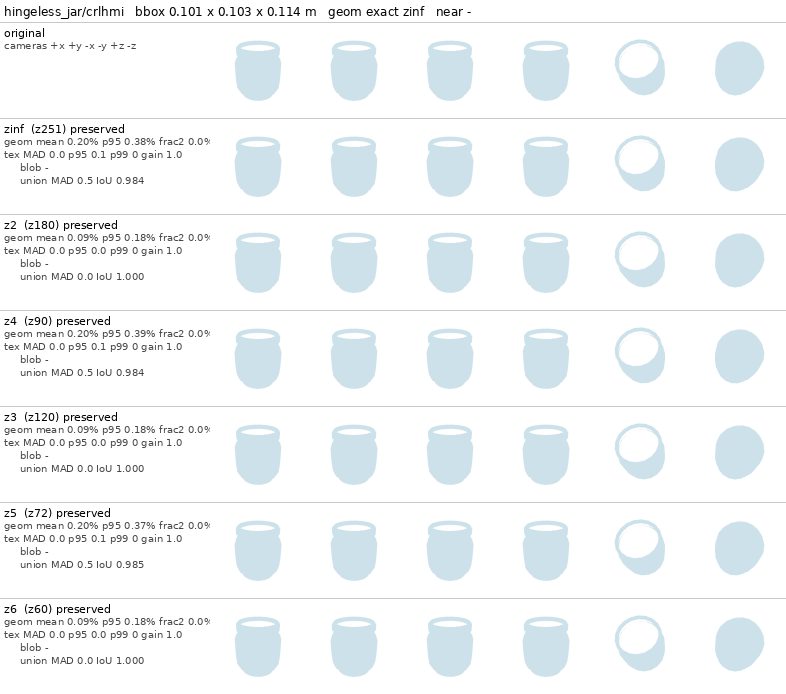 hingeless_jar/crlhmi   bbox 0.101 x 0.103 x 0.114 m   geom exact zinf   near -
original
cameras +x +y -x -y +z -z
zinf  (z251) preserved
geom mean 0.20% p95 0.38% frac2 0.0%
tex MAD 0.0 p95 0.1 p99 0 gain 1.0
blob -
union MAD 0.5 IoU 0.984
z2  (z180) preserved
geom mean 0.09% p95 0.18% frac2 0.0%
tex MAD 0.0 p95 0.0 p99 0 gain 1.0
blob -
union MAD 0.0 IoU 1.000
z4  (z90) preserved
geom mean 0.20% p95 0.39% frac2 0.0%
tex MAD 0.0 p95 0.1 p99 0 gain 1.0
blob -
union MAD 0.5 IoU 0.984
z3  (z120) preserved
geom mean 0.09% p95 0.18% frac2 0.0%
tex MAD 0.0 p95 0.0 p99 0 gain 1.0
blob -
union MAD 0.0 IoU 1.000
z5  (z72) preserved
geom mean 0.20% p95 0.37% frac2 0.0%
tex MAD 0.0 p95 0.1 p99 0 gain 1.0
blob -
union MAD 0.5 IoU 0.985
z6  (z60) preserved
geom mean 0.09% p95 0.18% frac2 0.0%
tex MAD 0.0 p95 0.0 p99 0 gain 1.0
blob -
union MAD 0.0 IoU 1.000